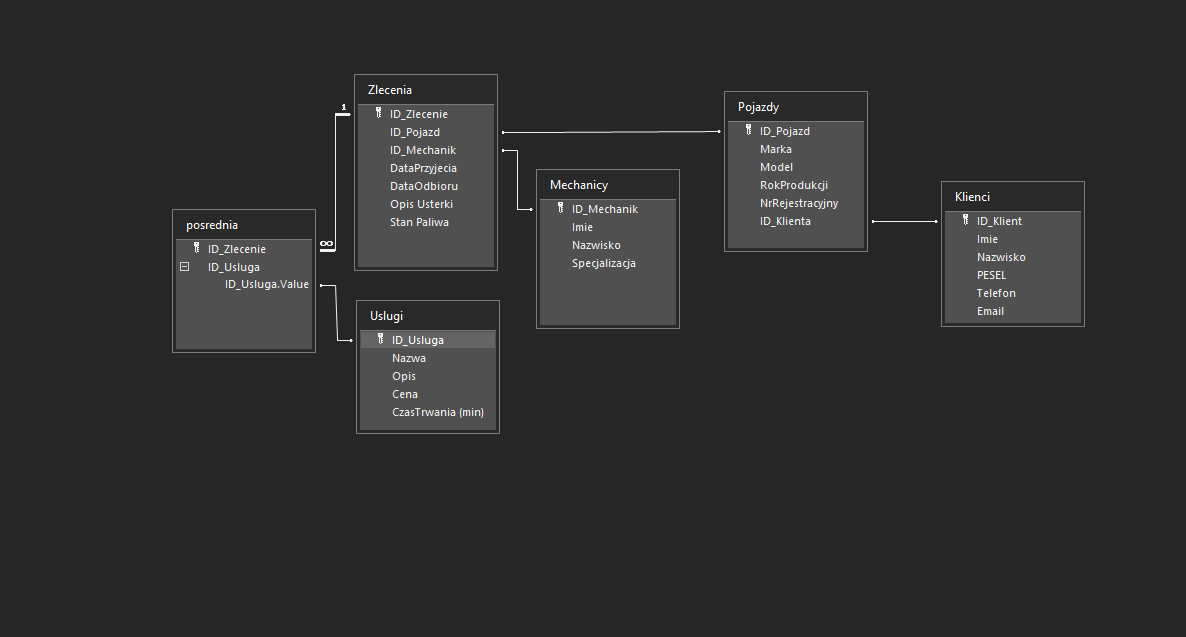 Zlecenia
ID_Zlecenie
ID_Pojazd
ID_Mechanik
DataPrzyjecia
DataOdbioru
Opis Usterki
Stan Paliwa
1
∞
posrednia
ID_Zlecenie
ID_Usluga
ID_Usluga.Value
Uslugi
ID_Usluga
Nazwa
Opis
Cena
CzasTrwania (min)
Mechanicy
ID_Mechanik
Imie
Nazwisko
Specjalizacja
Pojazdy
ID_Pojazd
Marka
Model
RokProdukcji
NrRejestracyjny
ID_Klienta
Klienci
ID_Klient
Imie
Nazwisko
PESEL
Telefon
Email